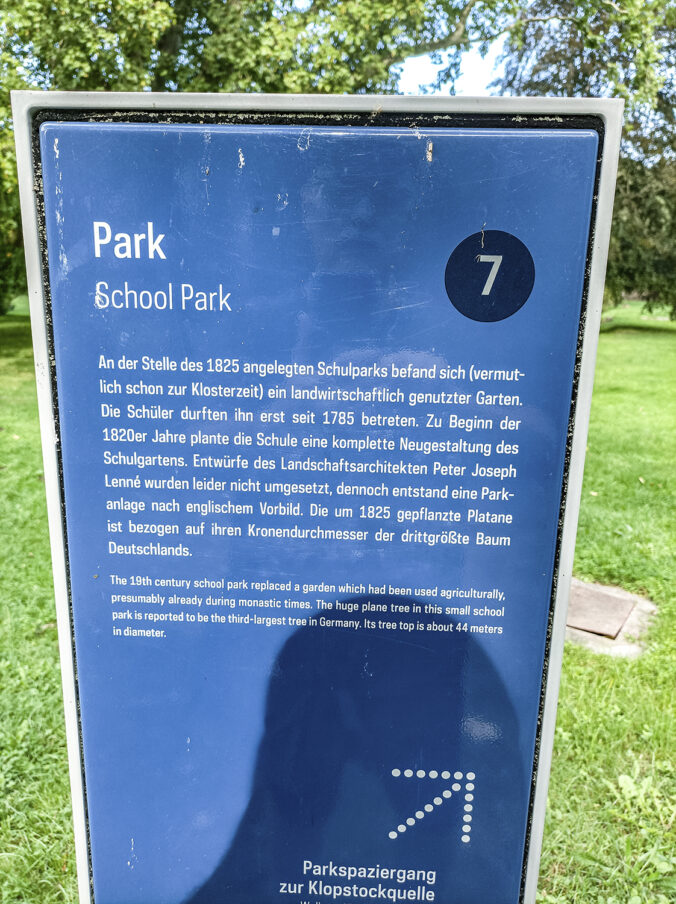 Park
School Park
7
An der Stelle des 1825 angelegten Schulparks befand sich (vermut-
lich schon zur Klosterzeit) ein landwirtschaftlich genutzter Garten.
Die Schüler durften ihn erst seit 1785 betreten. Zu Beginn der
1820er Jahre plante die Schule eine komplette Neugestaltung des
Schulgartens. Entwürfe des Landschaftsarchitekten Peter Joseph
Lenné wurden leider nicht umgesetzt, dennoch entstand eine Park-
anlage nach englischem Vorbild. Die um 1825 gepflanzte Platane
ist bezogen auf ihren Kronendurchmesser der drittgrößte Baum
Deutschlands.
The 19th century school park replaced a garden which had been used agriculturally,
presumably already during monastic times. The huge plane tree in this small school
park is reported to be the third-largest tree in Germany. Its tree top is about 44 meters
in diameter.
Parkspaziergang
zur Klopstockquelle